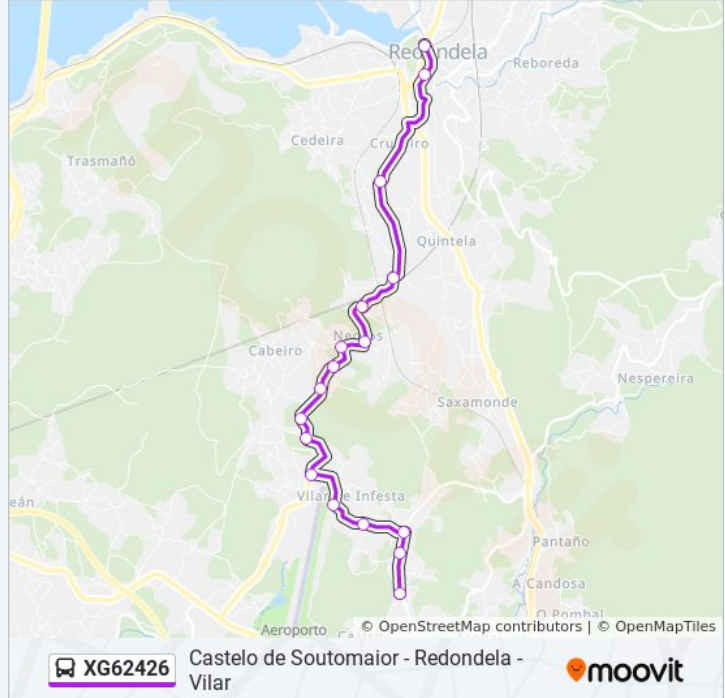 Redondela
Reboreda
Cedeira
Trasmañó
Quintela
Cabeiro
Nespereira
Saxamonde
Vilar de Infesta
eán
Pantaño
A Candosa
O Pombal
Aeroporto
© OpenStreetMap contributors | © OpenMapTiles
XG62426
Castelo de Soutomaior - Redondela -
Vilar
moovit